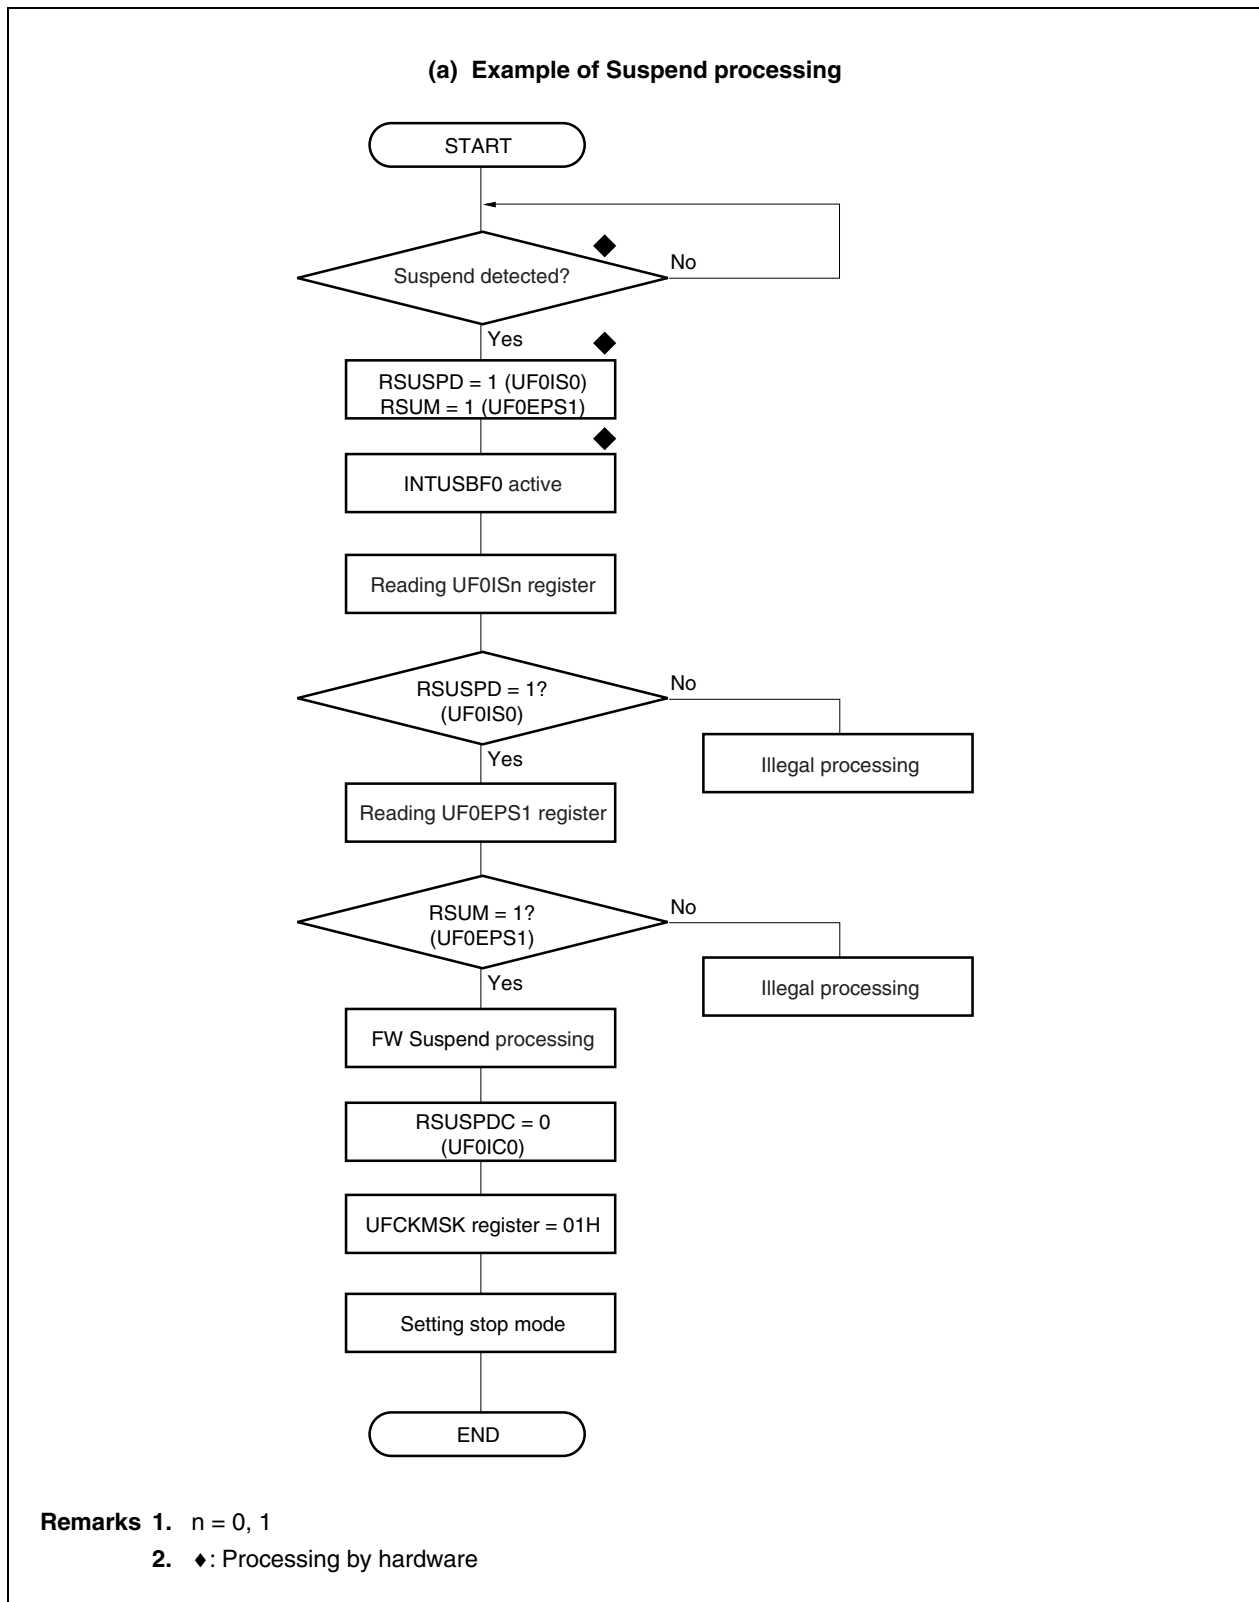 (a) Example of Suspend processing
START
Suspend detected?
No
Yes
RSUSPD = 1 (UF0IS0)
RSUM = 1 (UF0EPS1)
INTUSBF0 active
Reading UF0ISn register
RSUSPD = 1?
(UF0IS0)
No
Illegal processing
Yes
Reading UF0EPS1 register
RSUM = 1?
(UF0EPS1)
No
Illegal processing
Yes
FW Suspend processing
RSUSPDC = 0
(UF0IC0)
UFCKMSK register = 01H
Setting stop mode
END
Remarks 1. n = 0, 1
2. ♦: Processing by hardware